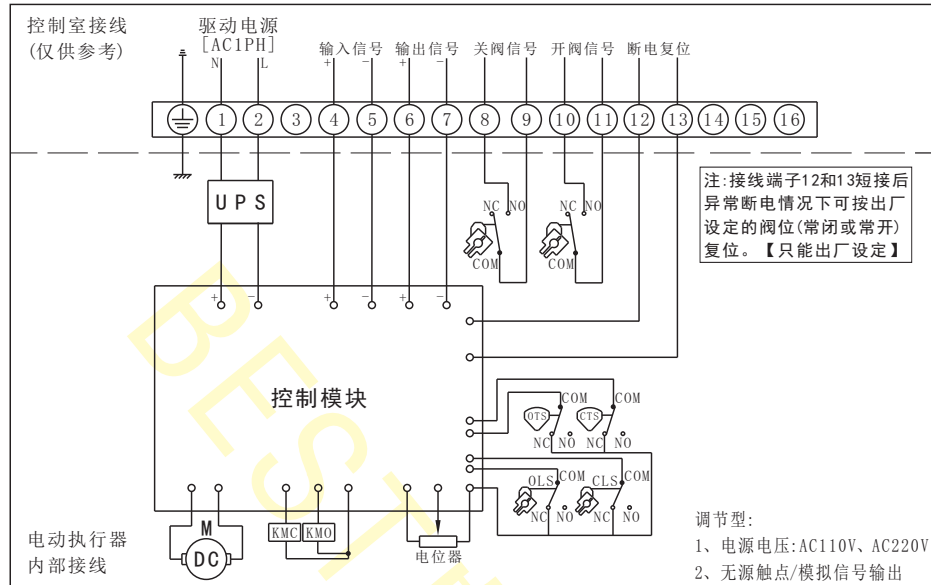 控制室接线
(仅供参考)
驱动电源
[AC1PH]
N L
输入信号 输出信号 关阀信号 开阀信号 断电复位
+ - + -
1 2 3 4 5 6 7 8 9 10 11 12 13 14 15 16
注:接线端子12和13短接后
异常断电情况下可按出厂
设定的阀位(常闭或常开)
复位。【只能出厂设定】
UPS
NC NO NC NO
COM COM
+ - + - + -
控制模块
COM COM
OTS CTS
NC NO NC NO
OLS COM CLS COM
NC NO NC NO
M
DC
KMC KMO
电位器
电动执行器
内部接线
调节型:
1、电源电压:AC110V、AC220V
2、无源触点/模拟信号输出
BEST